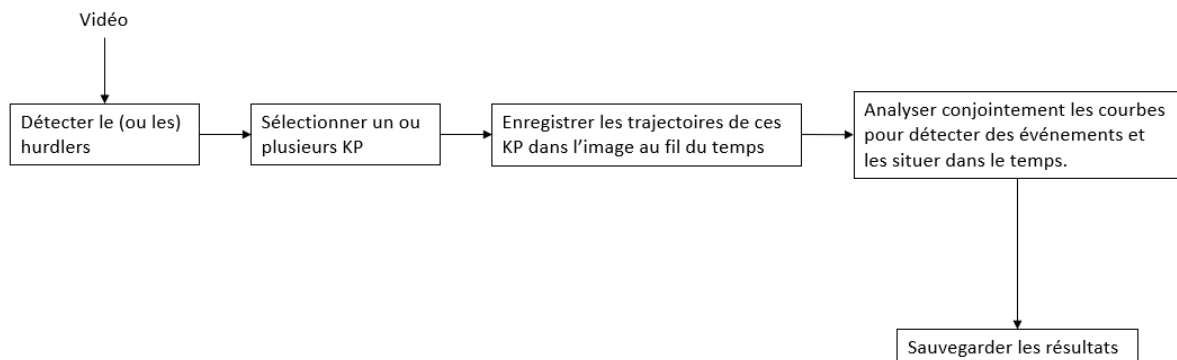 Vidéo
Détecter le (ou les)
hurdlers
Sélectionner un ou
plusieurs KP
Enregistrer les trajectoires de ces
KP dans l’image au fil du temps
Analyser conjointement les courbes
pour détecter des événements et
les situer dans le temps.
Sauvegarder les résultats